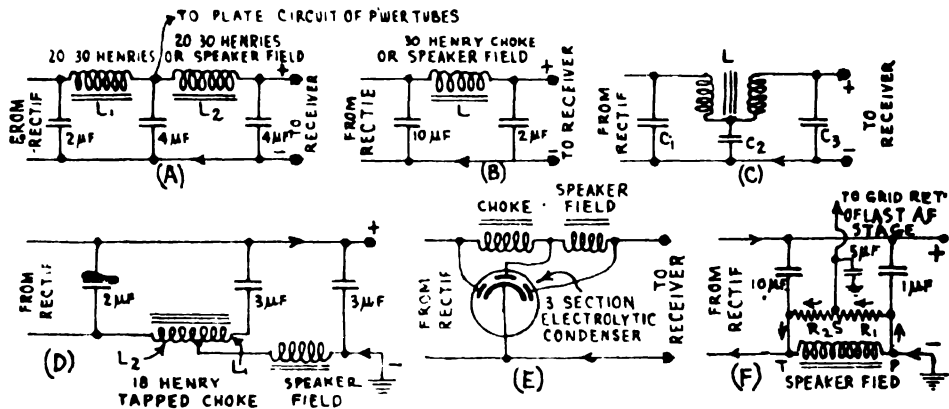 TO PLATE CIRCUIT OF P'WER TUBES
20 30 HENRIES
20 30 HENRIES
OR SPEAKER FIELD
L1
L2
GROM
RECTIF
2µF
4µF
4µF
+
-
TO
RECEIVER
(A)
30 HENRY CHOKE
OR SPEAKER FIELD
L
FROM
RECTIE
10µF
2µF
+
-
TO RECEIVER
(B)
L
FROM
RECTIF
C1
C2
C3
+
-
TO
RECEIVER
(C)
FROM
RECTIF
2µF
3µF
3µF
+
-
L2
L1
18 HENRY
TAPPED CHOKE
SPEAKER
FIELD
(D)
CHOKE
SPEAKER
FIELD
FROM
RECTIF
3 SECTION
ELECTROLYTIC
CONDENSER
TO
RECEIVER
(E)
TO GRID RET'
OF LAST AF
STAGE
5µF
+
FROM
RECTIF
10µF
1µF
R2 S R1
T
P
-
SPEAKER FIED
(F)